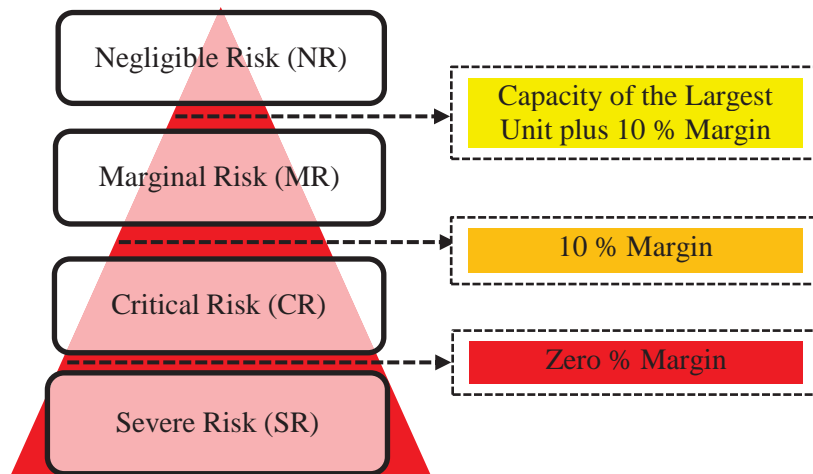 Negligible Risk (NR)
Capacity of the Largest
Unit plus 10 % Margin
Marginal Risk (MR)
10 % Margin
Critical Risk (CR)
Zero % Margin
Severe Risk (SR)